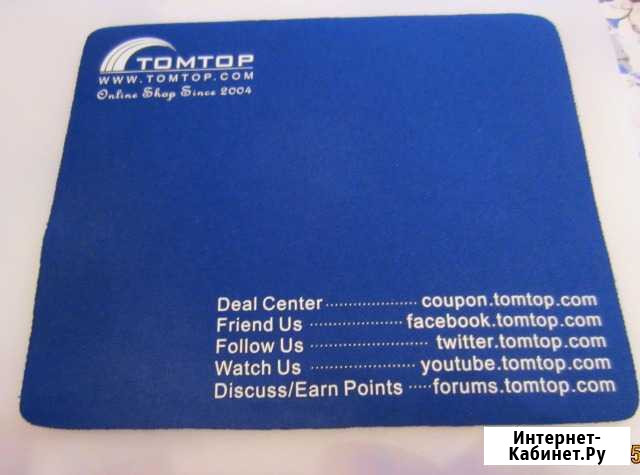 TOMTOP
WWW.TOMTOP.COM
Online Shop Since 2004
Deal Center .................... coupon.tomtop.com
Friend Us .................... facebook.tomtop.com
Follow Us .......................... twitter.tomtop.com
Watch Us ........................ youtube.tomtop.com
Discuss/Earn Points ..... forums.tomtop.com
Интернет-
Кабинет.Ру
5